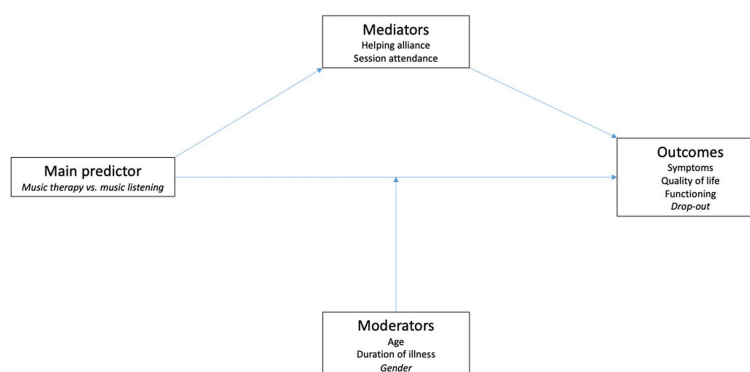 Mediators
Helping alliance
Session attendance
Main predictor
Music therapy vs. music listening
Outcomes
Symptoms
Quality of life
Functioning
Drop-out
Moderators
Age
Duration of illness
Gender